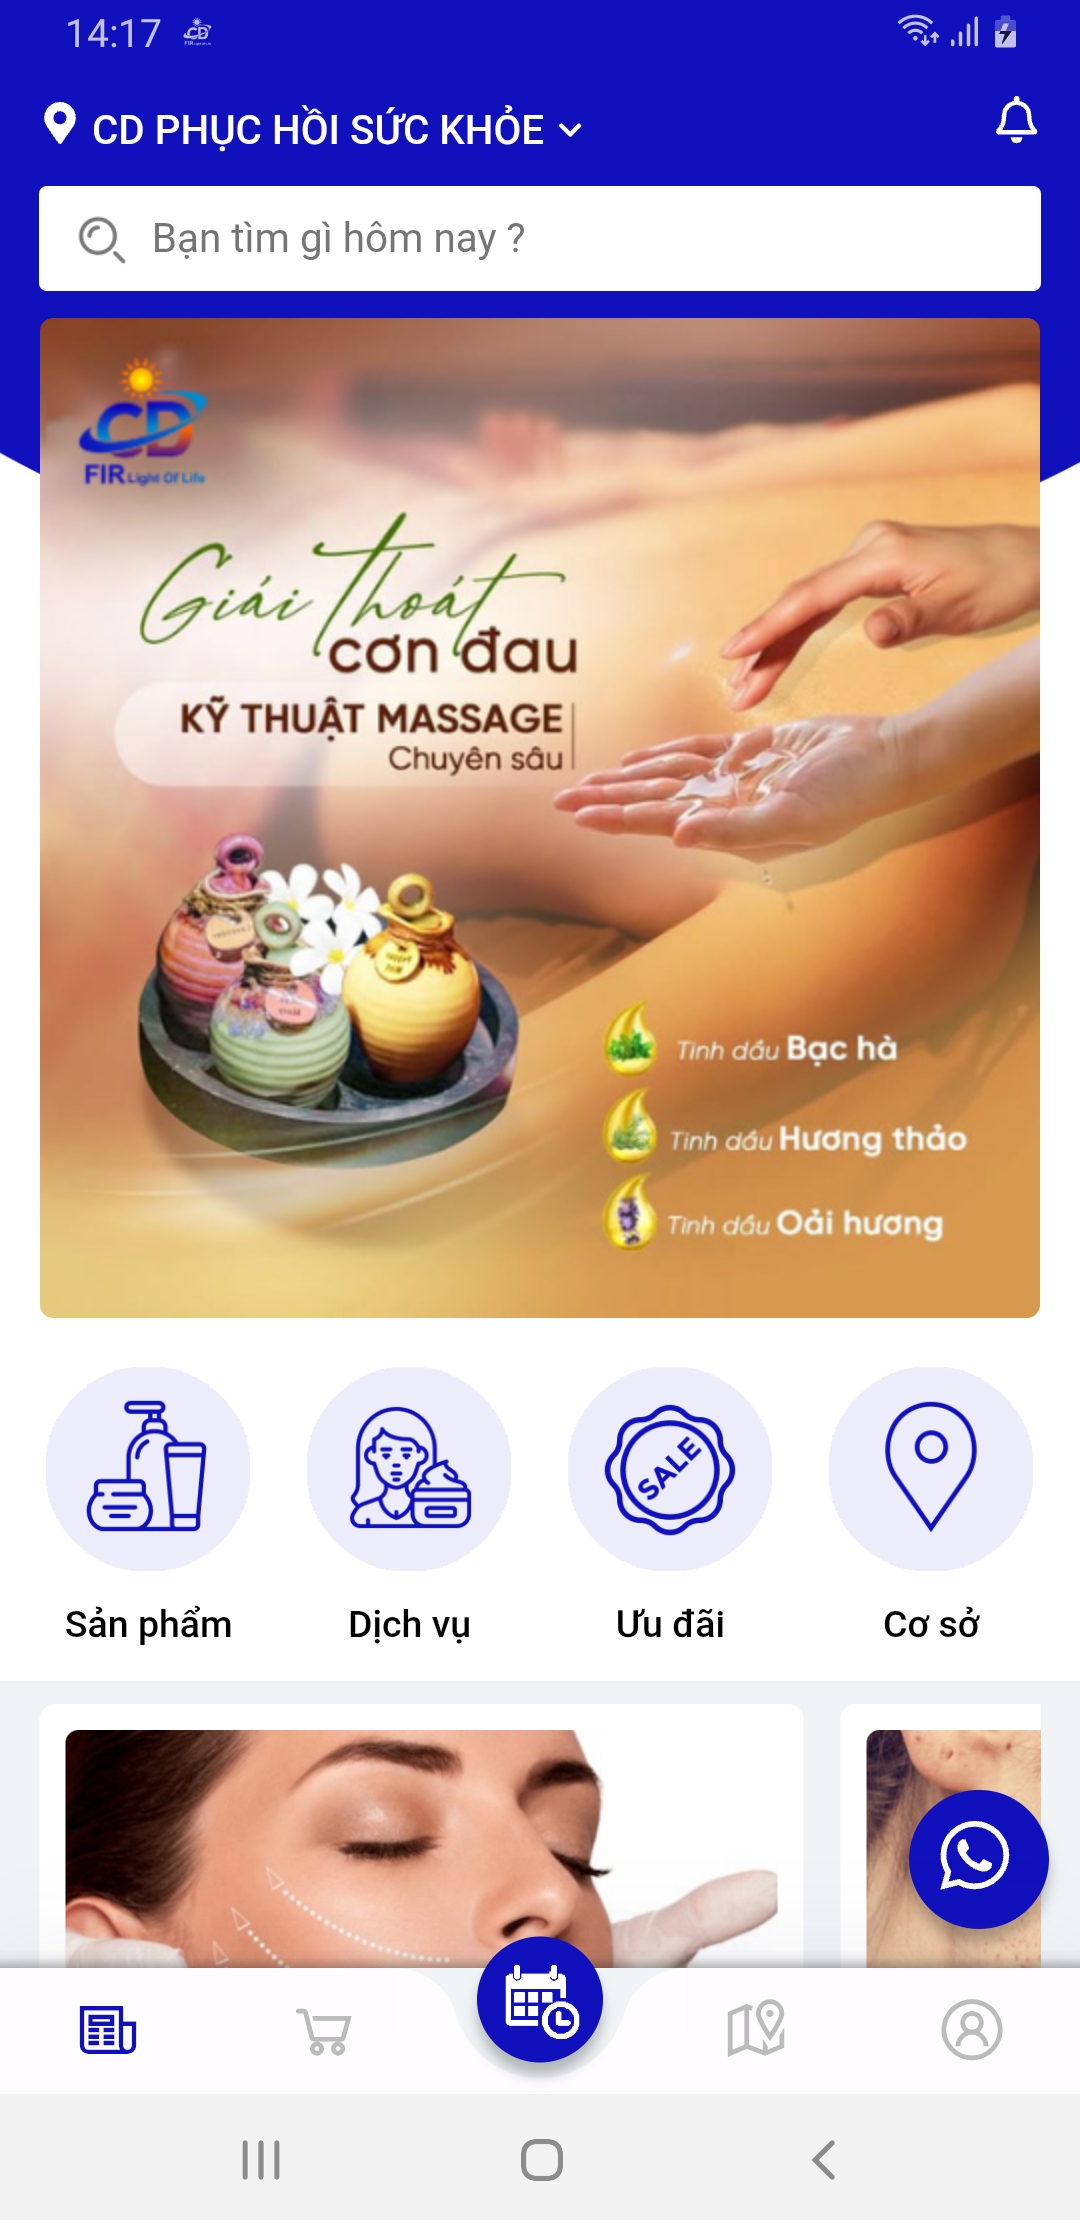 14:17
CD PHỤC HỒI SỨC KHỎE
Bạn tìm gì hôm nay ?
CD
FIR Light Of Life
Giải Thoát
cơn đau
KỸ THUẬT MASSAGE
Chuyên sâu
Tinh dầu Bạc hà
Tinh dầu Hương thảo
Tinh dầu Oải hương
SALE
Sản phẩm
Dịch vụ
Ưu đãi
Cơ sở